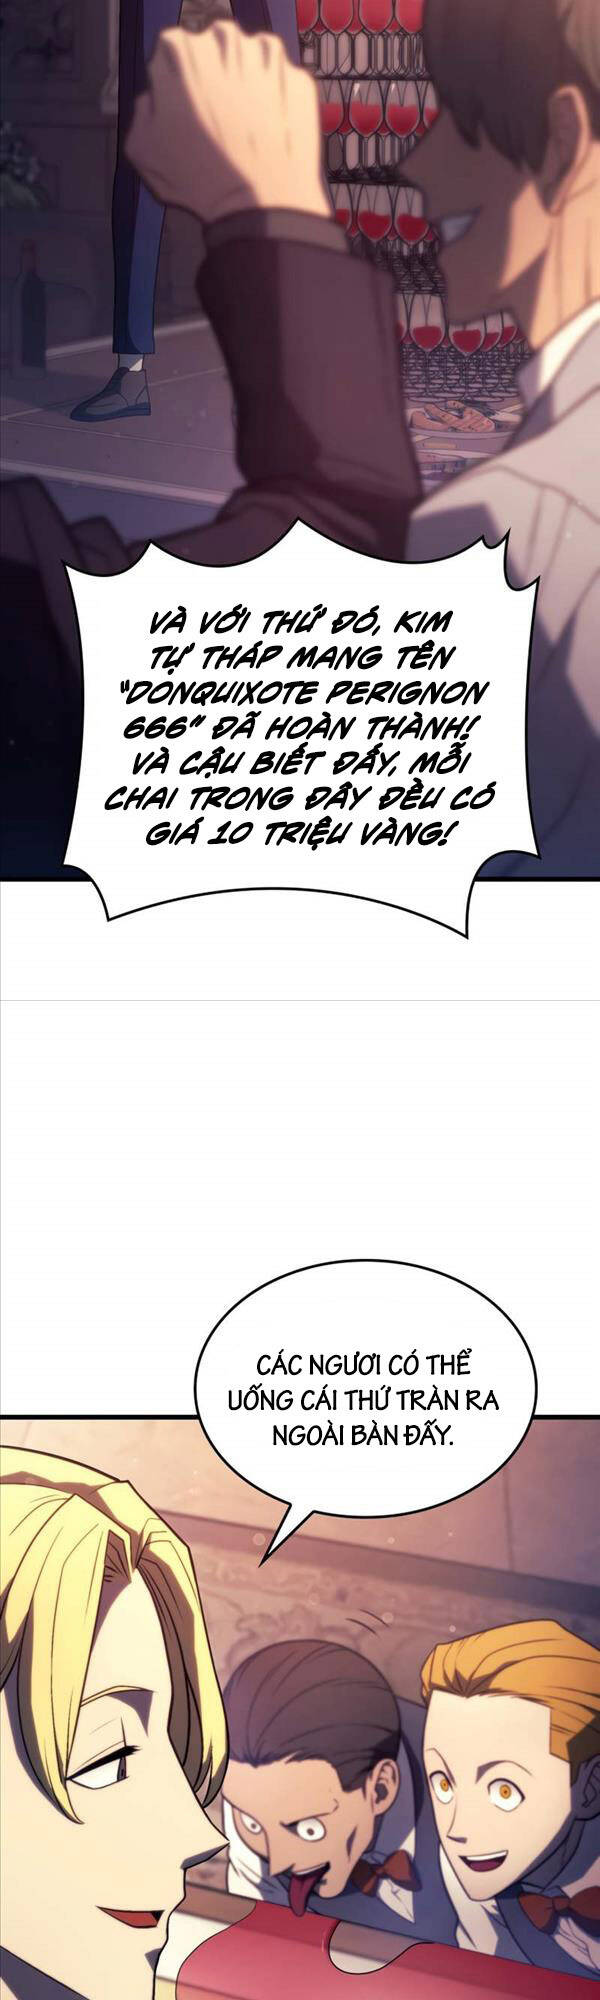 VÀ VỚI THỨ ĐÓ, KIM
TỰ THÁP MANG TÊN
"DONQUIXOTE PERIGNON
666" ĐÃ HOÀN THÀNH!
VÀ CẬU BIẾT ĐẤY, MỖI
CHAI TRONG ĐÂY ĐỀU CÓ
GIÁ 10 TRIỆU VÀNG!
CÁC NGƯƠI CÓ THỂ
UỐNG CÁI THỨ TRÀN RA
NGOÀI BÀN ĐẤY.